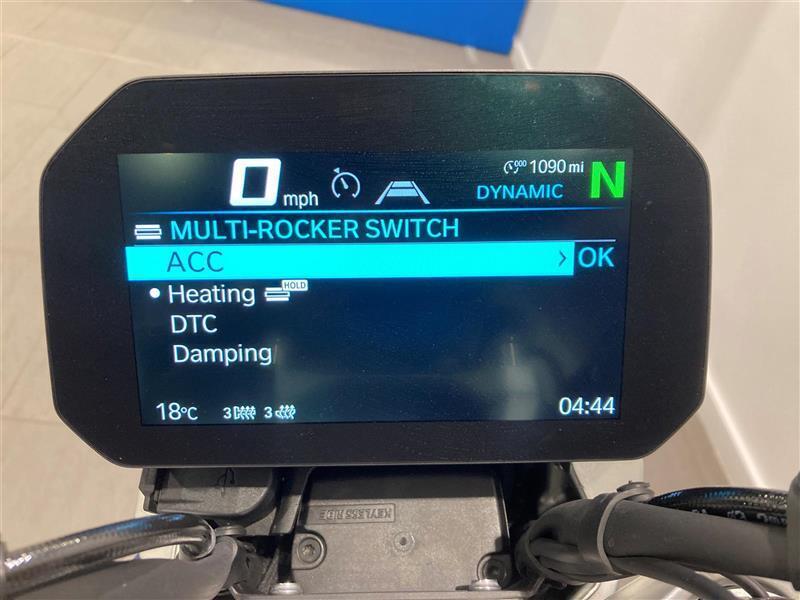 0 mph
000 1090 mi
DYNAMIC
N
MULTI-ROCKER SWITCH
ACC > OK
• Heating HOLD
DTC
Damping
18°C 3 3 04:44
KEYLESS RIDE